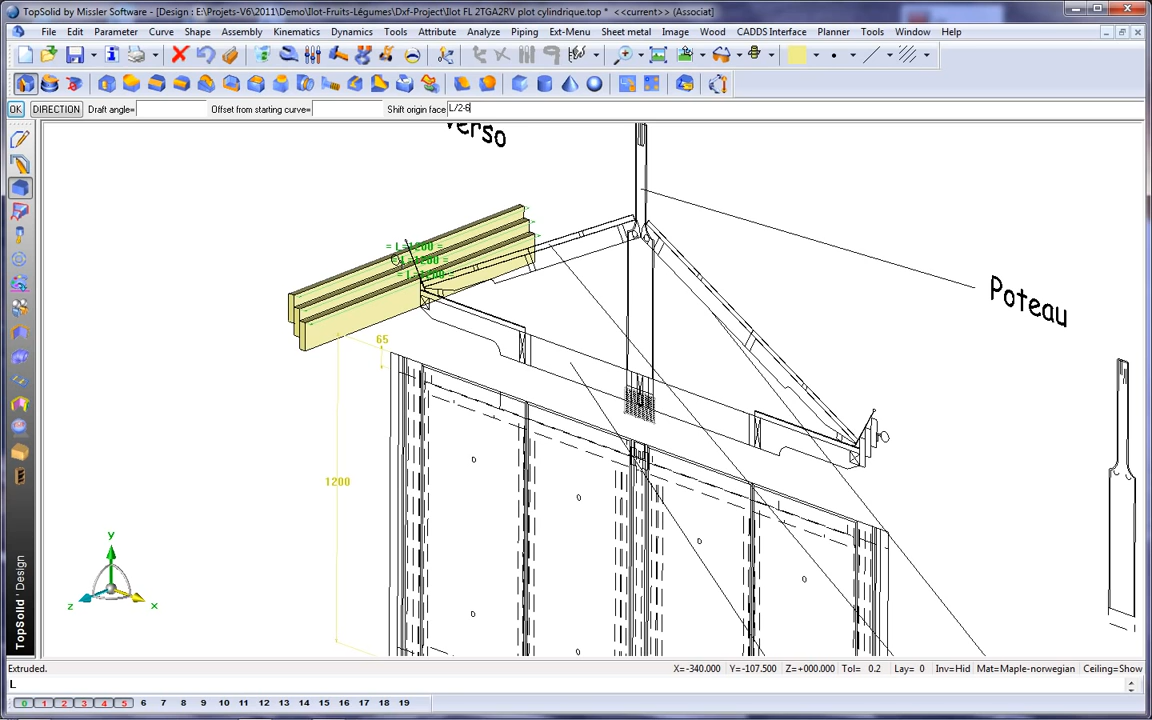 TopSolid by Missler Software - [Design : E:\Projets-V6\2011\Demo\Ilot-Fruits-Légumes\Dxf-Project\Ilot FL 2TGA2RV plot cylindrique.top * <<current>> (Associat)]
File Edit Parameter Curve Shape Assembly Kinematics Dynamics Tools Attribute Analyze Piping Ext-Menu Sheet metal Image Wood CADDS Interface Planner Tools Window Help
OK DIRECTION Draft angle= Offset from starting curve= Shift origin face L/2-6
verso
= L=1200 =
= L=1200 =
= L=1200 =
Poteau
65
1200
y
z x
TopSolid'Design
Extruded. X=-340.000 Y=-107.500 Z=+000.000 Tol= 0.2 Lay= 0 Inv=Hid Mat=Maple-norwegian Ceiling=Show
L
0 1 2 3 4 5 6 7 8 9 10 11 12 13 14 15 16 17 18 19